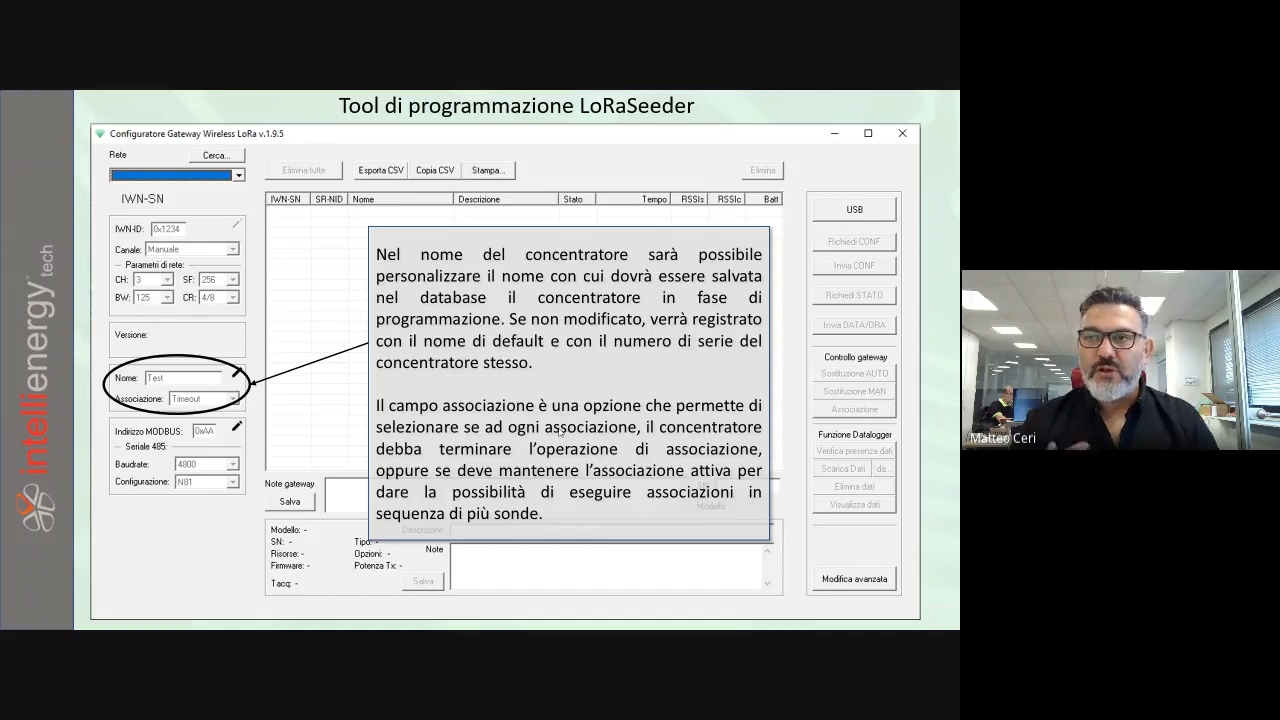 Tool di programmazione LoRaSeeder
Configuratore Gateway Wireless LoRa v.1.9.5
Rete
Cerca...
IWN-SN
IWN-ID: 0x1234
Canale: Manuale
Parametri di rete:
CH: 3 SF: 256
BW: 125 CR: 4/8
Versione:
Nome: Test
Associazione: Timeout
Indirizzo MODBUS: 0xAA
Seriale 485:
Baudrate: 4800
Configurazione: N81
Elimina tutte
Esporta CSV
Copia CSV
Stampa...
Elimina
IWN-SN SR-NID Nome Descrizione Stato Tempo RSSIs RSSIc Batt
Nel nome del concentratore sarà possibile
personalizzare il nome con cui dovrà essere salvata
nel database il concentratore in fase di
programmazione. Se non modificato, verrà registrato
con il nome di default e con il numero di serie del
concentratore stesso.
Il campo associazione è una opzione che permette di
selezionare se ad ogni associazione, il concentratore
debba terminare l'operazione di associazione,
oppure se deve mantenere l'associazione attiva per
dare la possibilità di eseguire associazioni in
sequenza di più sonde.
Note gateway
Salva
Modello
Modello: -
SN: -
Risorse: -
Firmware: -
Tacq: -
Tipo:
Opzioni: -
Potenza Tx: -
Descrizione
Note
Salva
USB
Richiedi CONF
Invia CONF
Richiedi STATO
Invia DATA/ORA
Controllo gateway
Sostituzione AUTO
Sostituzione MAN
Associazione
Funzione Datalogger
Verifica presenza dati
Scarica Dati
da...
Elimina dati
Visualizza dati
Modifica avanzata
intellienergy tech
Matteo Ceri